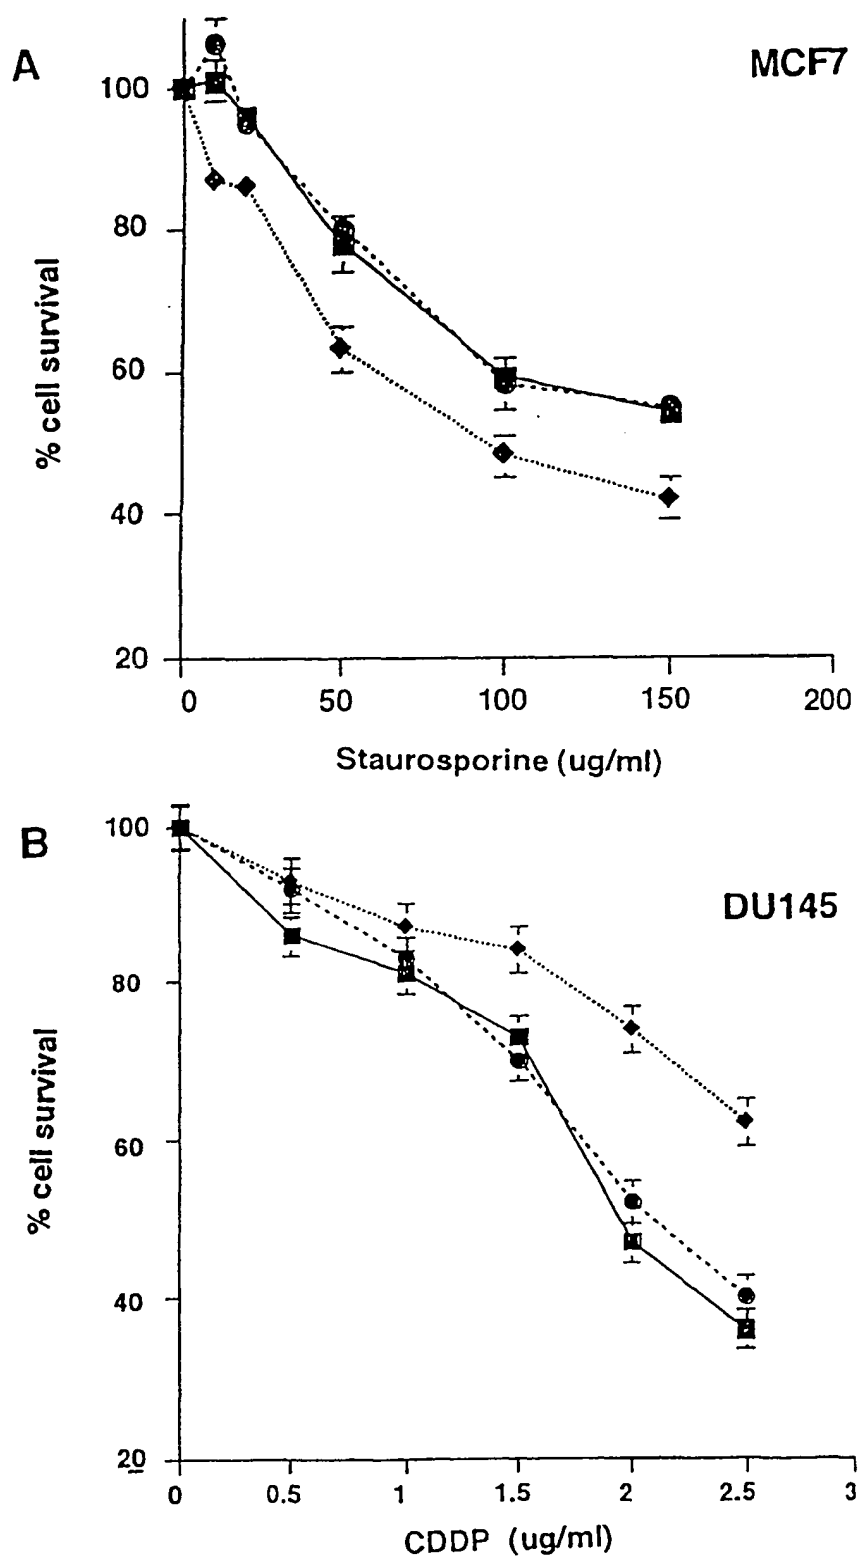 A
MCF7
100
80
60
40
20
% cell survival
0 50 100 150 200
Staurosporine (ug/ml)
B
DU145
100
80
60
40
20
% cell survival
0 0.5 1 1.5 2 2.5 3
CDDP (ug/ml)